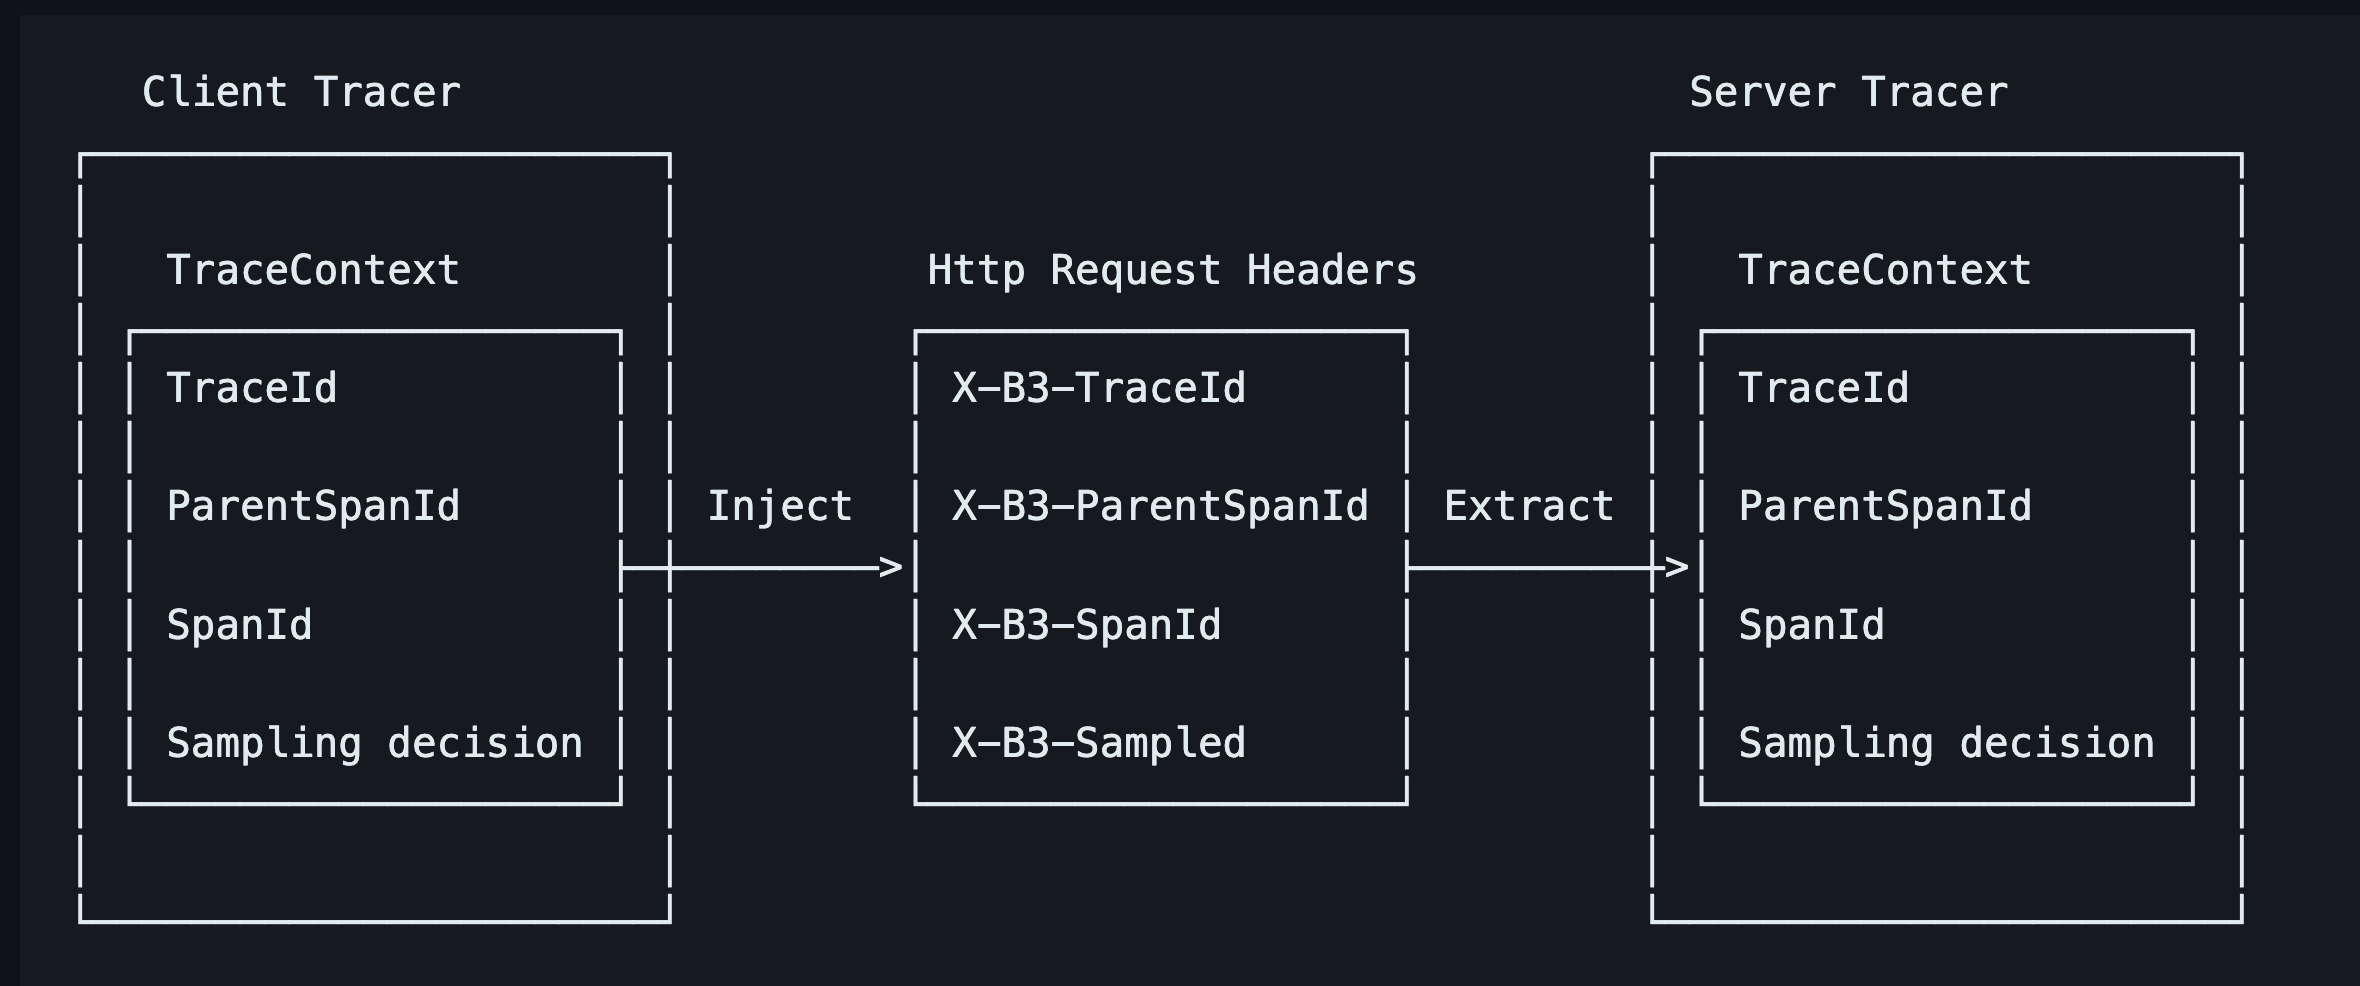 Client Tracer
Server Tracer
TraceContext
Http Request Headers
TraceContext
TraceId
X-B3-TraceId
TraceId
ParentSpanId
Inject
X-B3-ParentSpanId
Extract
ParentSpanId
SpanId
X-B3-SpanId
SpanId
Sampling decision
X-B3-Sampled
Sampling decision